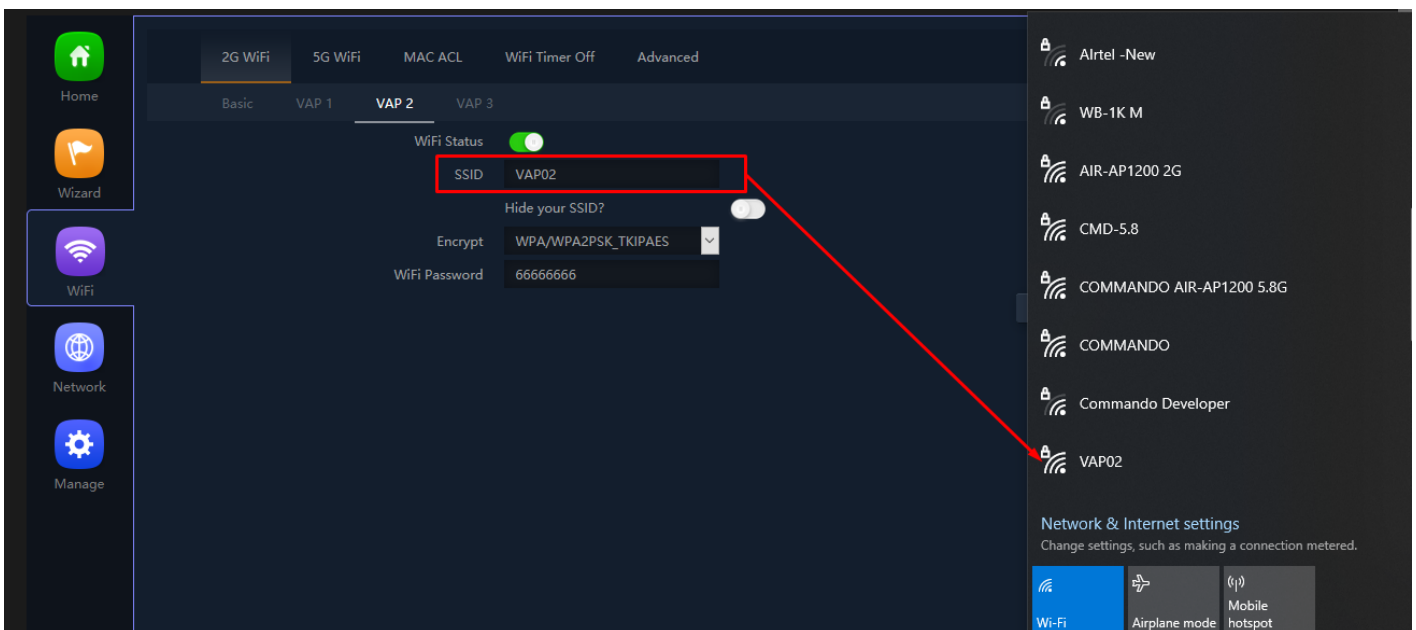 Home
Wizard
WiFi
Network
Manage
2G WiFi 5G WiFi MAC ACL WiFi Timer Off Advanced
Basic VAP 1 VAP 2 VAP 3
WiFi Status
SSID VAP02
Hide your SSID?
Encrypt WPA/WPA2PSK_TKIPAES
WiFi Password 66666666
AIrtel -New
WB-1K M
AIR-AP1200 2G
CMD-5.8
COMMANDO AIR-AP1200 5.8G
COMMANDO
Commando Developer
VAP02
Network & Internet settings
Change settings, such as making a connection metered.
Wi-Fi
Airplane mode
Mobile
hotspot